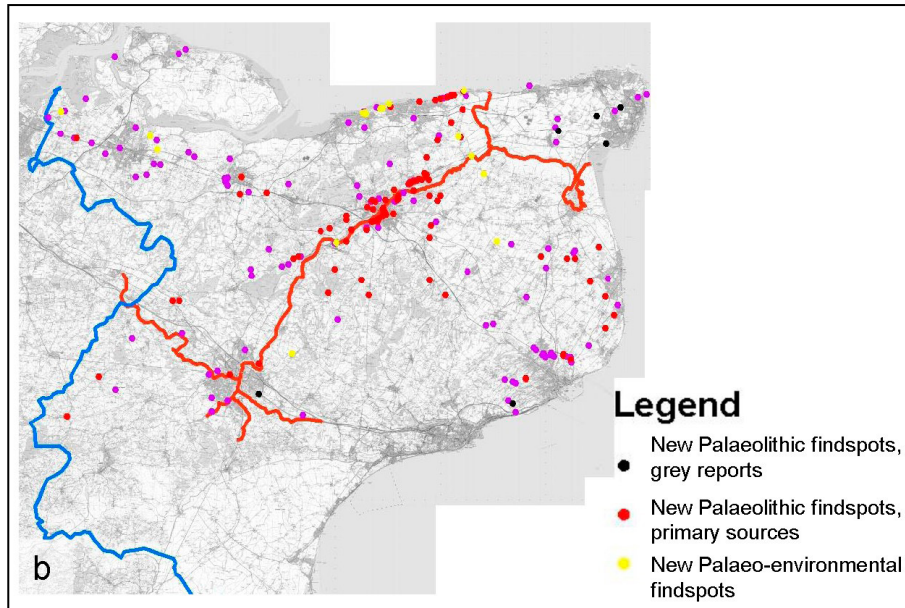 Legend
New Palaeolithic findspots,
grey reports
New Palaeolithic findspots,
primary sources
New Palaeo-environmental
findspots
b